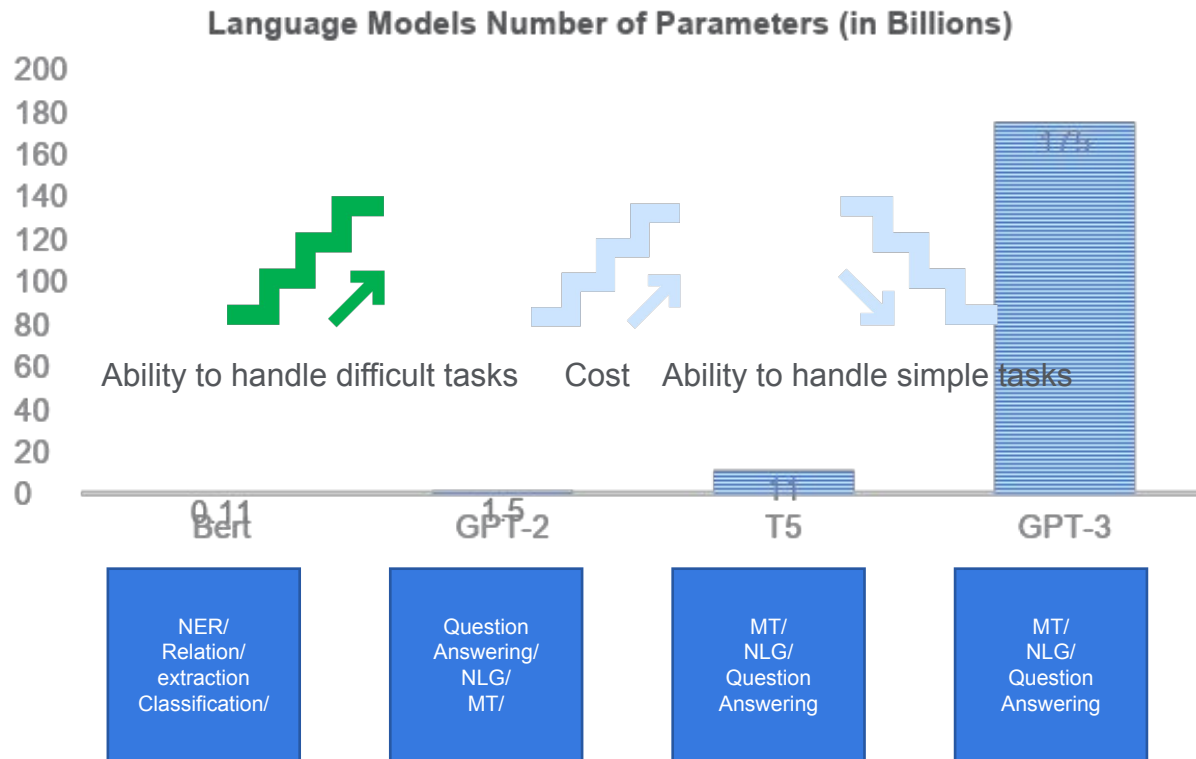 Language Models Number of Parameters (in Billions)
200
180
160
140
120
100
80
60
40
20
0
175
Ability to handle difficult tasks
Cost
Ability to handle simple tasks
0.11
1.5
11
Bert
GPT-2
T5
GPT-3
NER/
Relation/
extraction
Classification/
Question
Answering/
NLG/
MT/
MT/
NLG/
Question
Answering
MT/
NLG/
Question
Answering